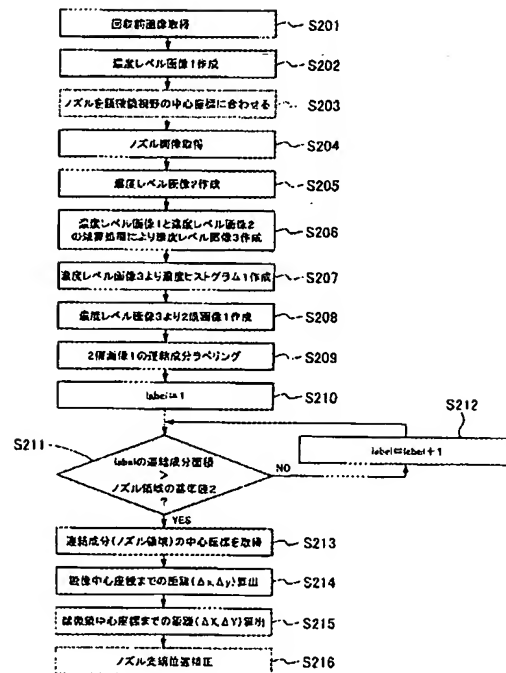 回収前画像取得
S201
濃度レベル画像1作成
S202
ノズルを顕微鏡視野の中心座標に合わせる
S203
ノズル画像取得
S204
濃度レベル画像2作成
S205
濃度レベル画像1と濃度レベル画像2
の減算処理により濃度レベル画像3作成
S206
濃度レベル画像3より濃度ヒストグラム1作成
S207
濃度レベル画像3より2値画像1作成
S208
2値画像1の連結成分ラベリング
S209
label=1
S210
S212
label=label+1
S211
labelの連結成分面積
>
ノズル領域の基準値2
?
NO
YES
連結成分(ノズル領域)の中心座標を取得
S213
画像中心座標までの距離(Δx,Δy)算出
S214
顕微鏡中心座標までの距離(ΔX,ΔY)算出
S215
ノズル先端位置補正
S216